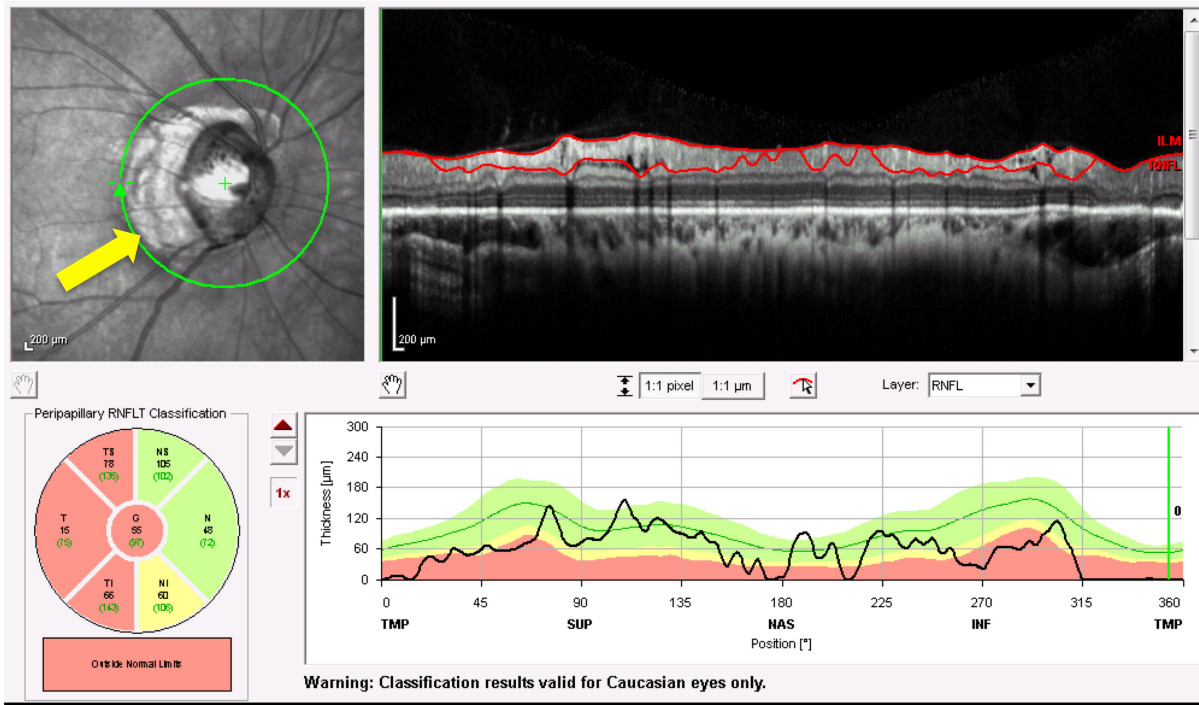 200 µm
ILM
RNFL
200 µm
1:1 pixel
1:1 µm
Layer:
RNFL
Peripapillary RNFLT Classification
TS
78
(135)
NS
105
(102)
T
15
(75)
G
55
(97)
N
48
(72)
TI
66
(143)
NI
60
(106)
Outside Normal Limits
1x
Thickness [µm]
300
240
180
120
60
0
0
0 45 90 135 180 225 270 315 360
TMP SUP NAS INF TMP
Position [°]
Warning: Classification results valid for Caucasian eyes only.